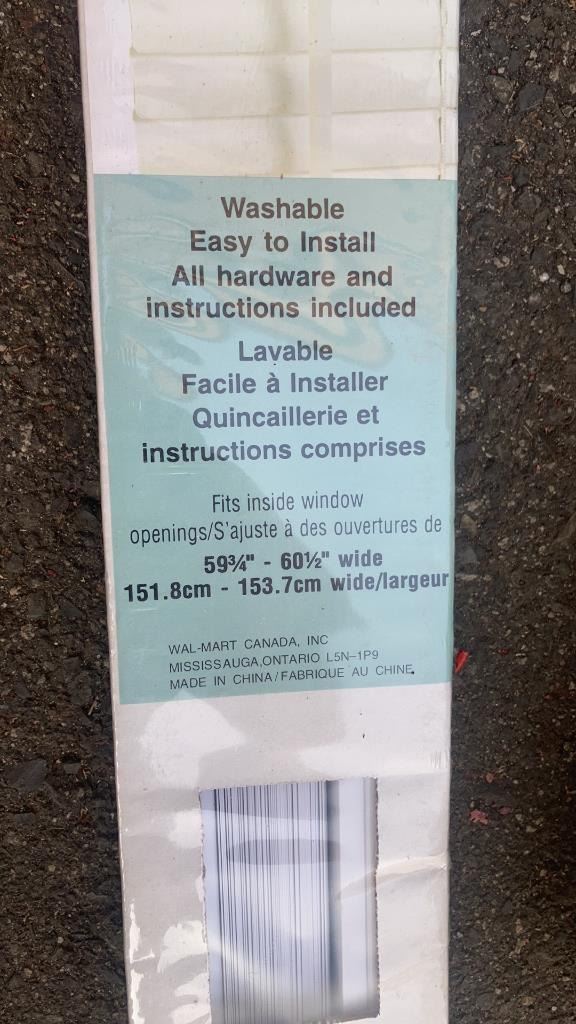 Washable
Easy to Install
All hardware and
instructions included
Lavable
Facile à Installer
Quincaillerie et
instructions comprises
Fits inside window
openings/S'ajuste à des ouvertures de
59¾" - 60½" wide
151.8cm - 153.7cm wide/largeur
WAL-MART CANADA, INC
MISSISSAUGA,ONTARIO L5N-1P9
MADE IN CHINA/FABRIQUE AU CHINE.